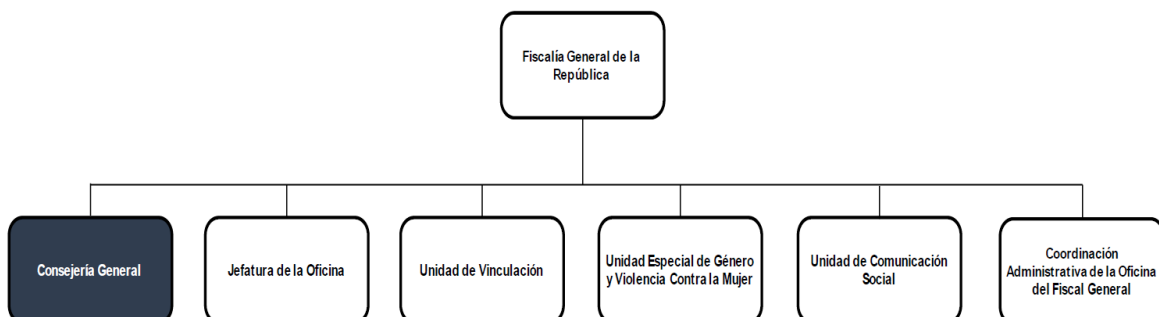 Fiscalía General de la
República
Consejería General
Jefatura de la Oficina
Unidad de Vinculación
Unidad Especial de Género
y Violencia Contra la Mujer
Unidad de Comunicación
Social
Coordinación
Administrativa de la Oficina
del Fiscal General